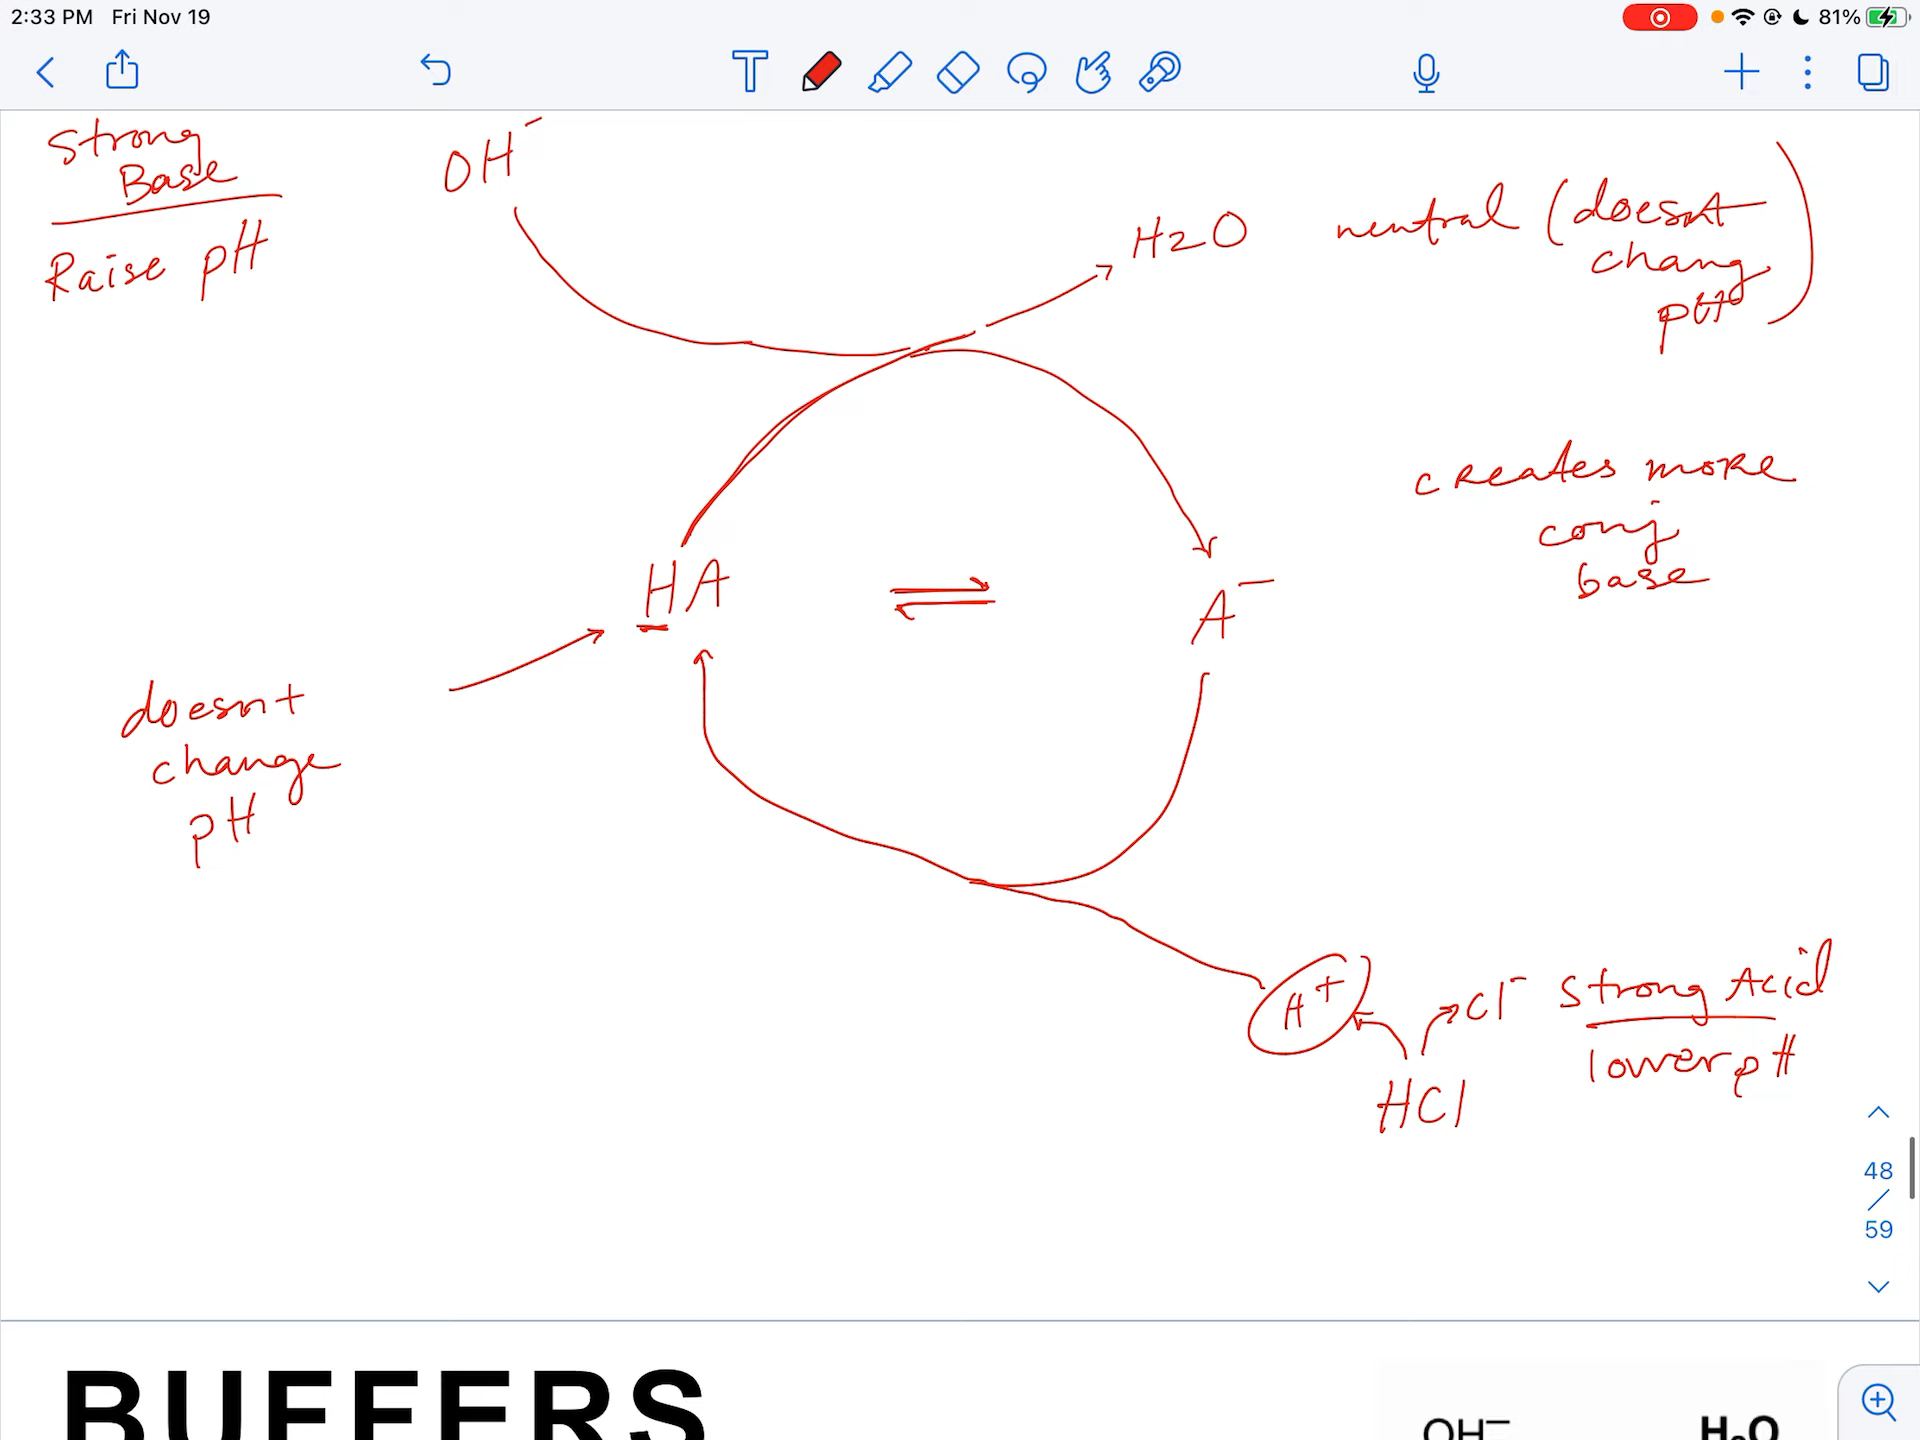 2:33 PM Fri Nov 19
81%
T
Strong
Base
Raise pH
OH⁻
H2O
neutral (doesnt
chang
pH)
creates more
conj
base
HA ⇌ A⁻
doesnt
change
pH
H⁺
Cl⁻
HCl
Strong Acid
lower pH
48
/
59
BUFFERS
OH⁻
H₂O